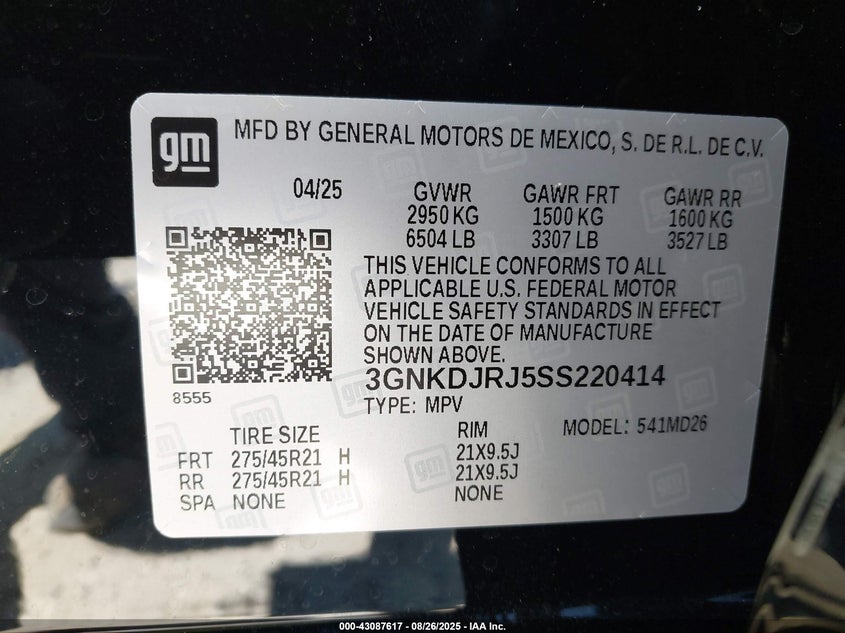 gm
MFD BY GENERAL MOTORS DE MEXICO, S. DE R.L. DE C.V.
04/25 GVWR GAWR FRT GAWR RR
2950 KG 1500 KG 1600 KG
6504 LB 3307 LB 3527 LB
THIS VEHICLE CONFORMS TO ALL
APPLICABLE U.S. FEDERAL MOTOR
VEHICLE SAFETY STANDARDS IN EFFECT
ON THE DATE OF MANUFACTURE
SHOWN ABOVE.
3GNKDJRJ5SS220414
8555
TYPE: MPV
TIRE SIZE RIM MODEL: 541MD26
FRT 275/45R21 H 21X9.5J
RR 275/45R21 H 21X9.5J
SPA NONE NONE
000-43087617 - 08/26/2025 - IAA Inc.